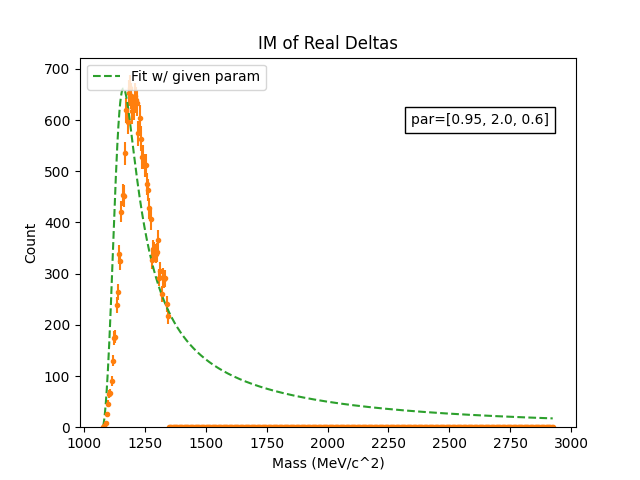 IM of Real Deltas
Fit w/ given param
par=[0.95, 2.0, 0.6]
700
600
500
400
300
200
100
0
Count
1000 1250 1500 1750 2000 2250 2500 2750 3000
Mass (MeV/c^2)